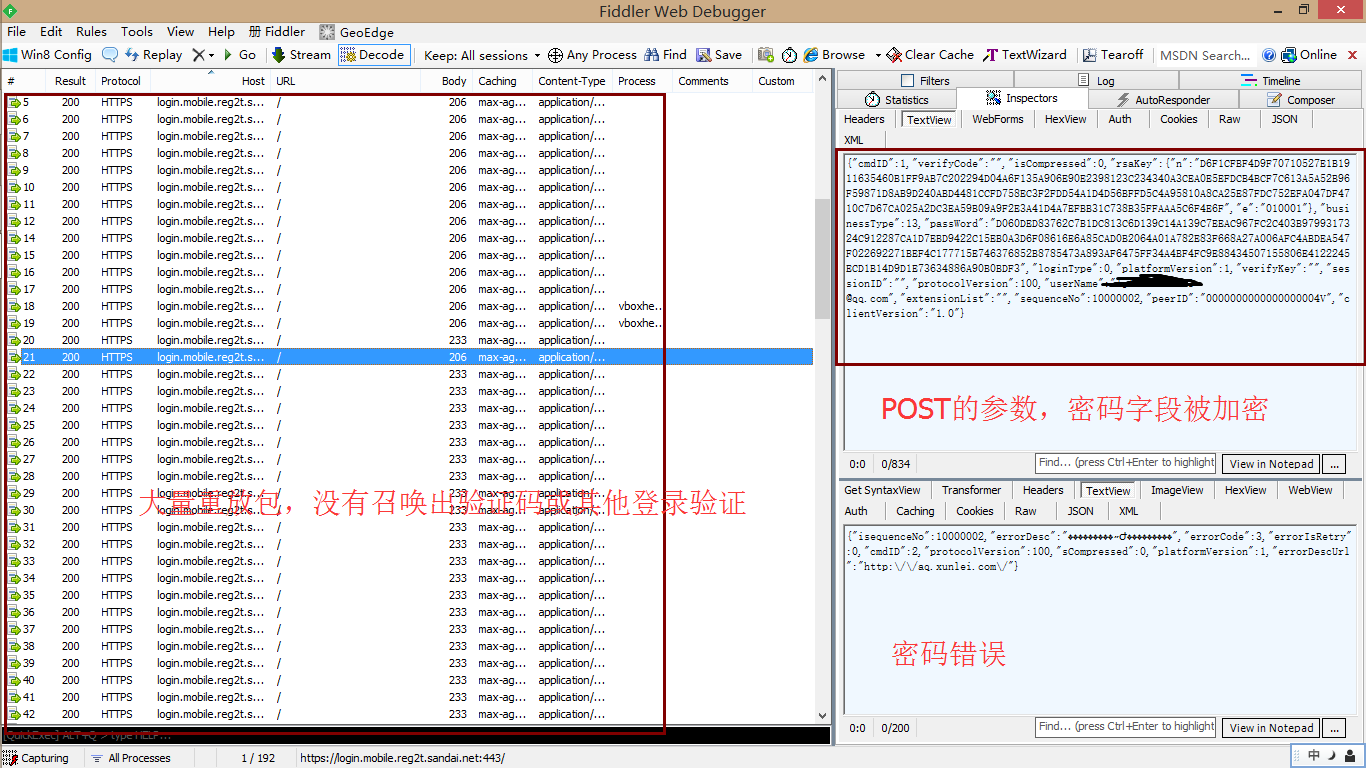 Fiddler Web Debugger
File Edit Rules Tools View Help Fiddler GeoEdge
Win8 Config Replay Go Stream Decode Keep: All sessions Any Process Find Save Browse Clear Cache TextWizard Tearoff MSDN Search... Online
# Result Protocol Host URL Body Caching Content-Type Process Comments Custom
5 200 HTTPS login.mobile.reg2t.s... / 206 max-ag... application/...
6 200 HTTPS login.mobile.reg2t.s... / 206 max-ag... application/...
7 200 HTTPS login.mobile.reg2t.s... / 206 max-ag... application/...
8 200 HTTPS login.mobile.reg2t.s... / 206 max-ag... application/...
9 200 HTTPS login.mobile.reg2t.s... / 206 max-ag... application/...
10 200 HTTPS login.mobile.reg2t.s... / 206 max-ag... application/...
11 200 HTTPS login.mobile.reg2t.s... / 206 max-ag... application/...
12 200 HTTPS login.mobile.reg2t.s... / 206 max-ag... application/...
14 200 HTTPS login.mobile.reg2t.s... / 206 max-ag... application/...
15 200 HTTPS login.mobile.reg2t.s... / 206 max-ag... application/...
16 200 HTTPS login.mobile.reg2t.s... / 206 max-ag... application/...
17 200 HTTPS login.mobile.reg2t.s... / 206 max-ag... application/...
18 200 HTTPS login.mobile.reg2t.s... / 206 max-ag... application/... vboxhe...
19 200 HTTPS login.mobile.reg2t.s... / 206 max-ag... application/... vboxhe...
20 200 HTTPS login.mobile.reg2t.s... / 233 max-ag... application/...
21 200 HTTPS login.mobile.reg2t.s... / 206 max-ag... application/...
22 200 HTTPS login.mobile.reg2t.s... / 233 max-ag... application/...
23 200 HTTPS login.mobile.reg2t.s... / 233 max-ag... application/...
24 200 HTTPS login.mobile.reg2t.s... / 233 max-ag... application/...
25 200 HTTPS login.mobile.reg2t.s... / 233 max-ag... application/...
26 200 HTTPS login.mobile.reg2t.s... / 233 max-ag... application/...
27 200 HTTPS login.mobile.reg2t.s... / 233 max-ag... application/...
28 200 HTTPS login.mobile.reg2t.s... / 233 max-ag... application/...
29 200 HTTPS login.mobile.reg2t.s... / 233 max-ag... application/...
大量重放包，没有召唤出验证码或其他登录验证
30 200 HTTPS login.mobile.reg2t.s... / 233 max-ag... application/...
31 200 HTTPS login.mobile.reg2t.s... / 233 max-ag... application/...
32 200 HTTPS login.mobile.reg2t.s... / 233 max-ag... application/...
33 200 HTTPS login.mobile.reg2t.s... / 233 max-ag... application/...
34 200 HTTPS login.mobile.reg2t.s... / 233 max-ag... application/...
35 200 HTTPS login.mobile.reg2t.s... / 233 max-ag... application/...
36 200 HTTPS login.mobile.reg2t.s... / 233 max-ag... application/...
37 200 HTTPS login.mobile.reg2t.s... / 233 max-ag... application/...
38 200 HTTPS login.mobile.reg2t.s... / 233 max-ag... application/...
39 200 HTTPS login.mobile.reg2t.s... / 233 max-ag... application/...
40 200 HTTPS login.mobile.reg2t.s... / 233 max-ag... application/...
41 200 HTTPS login.mobile.reg2t.s... / 233 max-ag... application/...
42 200 HTTPS login.mobile.reg2t.s... / 233 max-ag... application/...
[QuickExec] ALT+Q > type HELP...
Capturing All Processes 1 / 192 https://login.mobile.reg2t.sandai.net:443/
Filters Log Timeline
Statistics Inspectors AutoResponder Composer
Headers TextView WebForms HexView Auth Cookies Raw JSON
XML
{"cmdID":1,"verifyCode":"","isCompressed":0,"rsaKey":{"n":"D6F1CFBF4D9F70710527E1B19
11635460B1FF9AB7C202294D04A6F135A906E90E2398123C234340A3CEA0E5EFDCB4BCF7C613A5A52B96
F59871D8AB9D240ABD4481CCFD758EC3F2FDD54A1D4D56BFFD5C4A95810A8CA25E87FDC752EFA047DF47
10C7D67CA025A2DC3EA59B09A9F2E3A41D4A7EFBB31C738B35FFAAA5C6F4E6F","e":"010001"},"busi
nessType":13,"passWord":"D060DED83762C7B1DC813C6D139C14A139C7EEAC967FC2C403B97993173
24C912287CA1D7EBD9422C15EB0A3D6F08616E6A85CAD0B2064A01A782E83F668A27A006AFC4ABDEA547
F022692271BEF4C177715E746376852B8785473A893AF6475FF34A4BF4FC9E88434507155806E4122245
ECD1B14D9D1E73634886A90B0BDF3","loginType":0,"platformVersion":1,"verifyKey":"","ses
sionID":"","protocolVersion":100,"userName"
@qq.com","extensionList":"","sequenceNo":10000002,"peerID":"0000000000000000004V","c
lientVersion":"1.0"}
POST的参数，密码字段被加密
0:0 0/834 Find... (press Ctrl+Enter to highlight View in Notepad ...
Get SyntaxView Transformer Headers TextView ImageView HexView WebView
Auth Caching Cookies Raw JSON XML
{"isequenceNo":10000002,"errorDesc":" ","errorCode":3,"errorIsRetry"
:0,"cmdID":2,"protocolVersion":100,"sCompressed":0,"platformVersion":1,"errorDescUrl
":"http:\/\/aq.xunlei.com\/"}
密码错误
0:0 0/200 Find... (press Ctrl+Enter to highlight View in Notepad ...
中